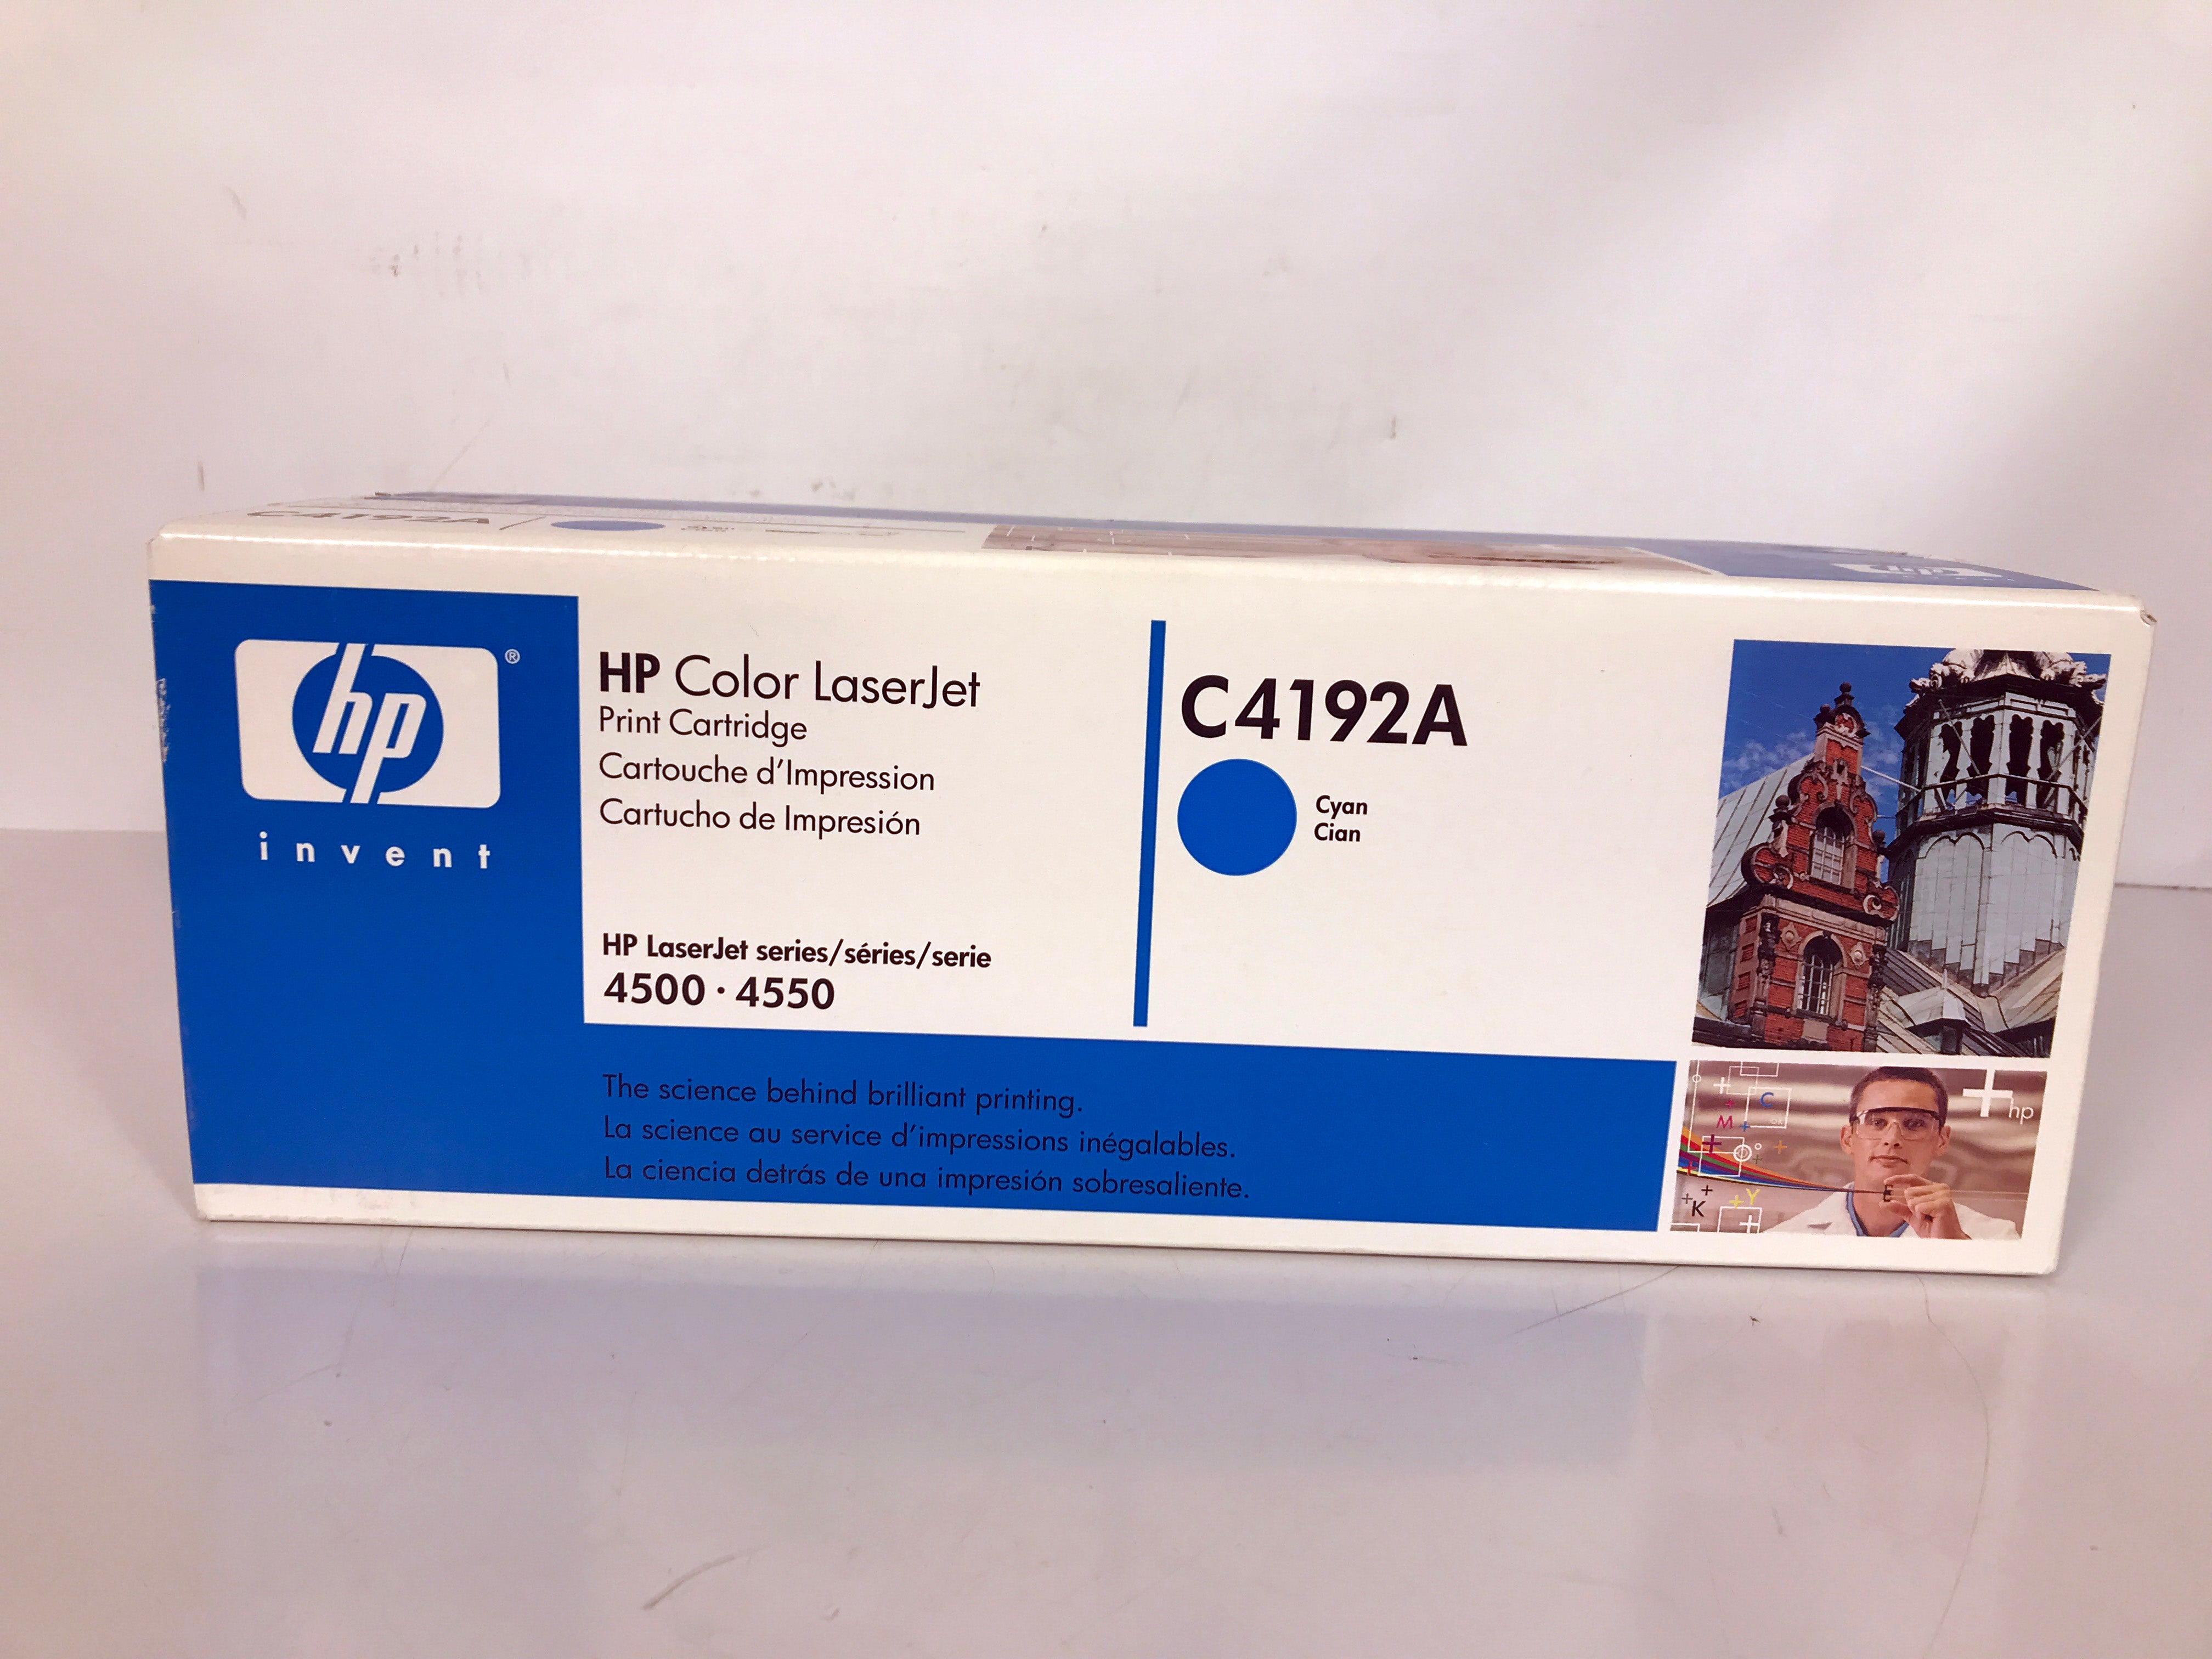 C4192A
hp
hp®
invent
HP Color LaserJet
Print Cartridge
Cartouche d'Impression
Cartucho de Impresión
HP LaserJet series/séries/serie
4500 · 4550
C4192A
Cyan
Cian
The science behind brilliant printing.
La science au service d'impressions inégalables.
La ciencia detrás de una impresión sobresaliente.
C
M
K
Y
E
+hp